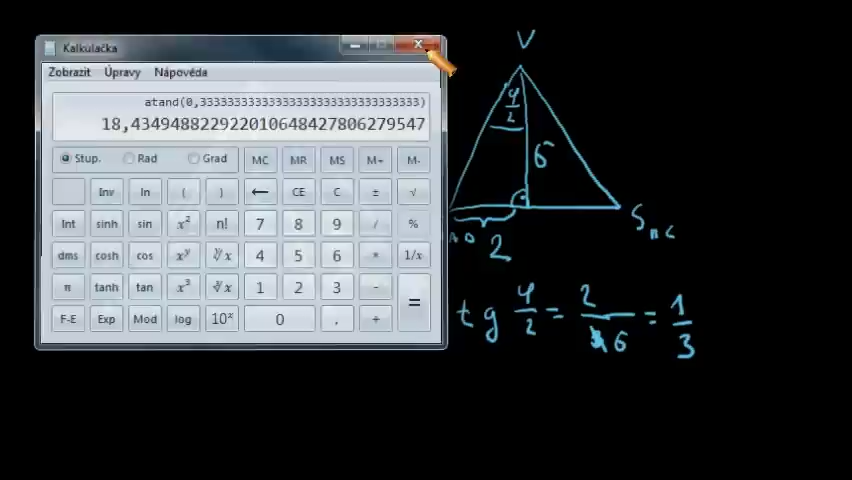 Kalkulačka
Zobrazit Úpravy Nápověda
atand(0,33333333333333333333333333333333)
18,434948822922010648427806279547
Stup. Rad Grad MC MR MS M+ M-
Inv ln ( ) ← CE C ± √
Int sinh sin x² n! 7 8 9 / %
dms cosh cos xʸ ʸ√x 4 5 6 * 1/x
π tanh tan x³ ³√x 1 2 3 - =
F-E Exp Mod log 10ˣ 0 , +
V
φ/2
6
2
tg φ/2 = 2/6 = 1/3